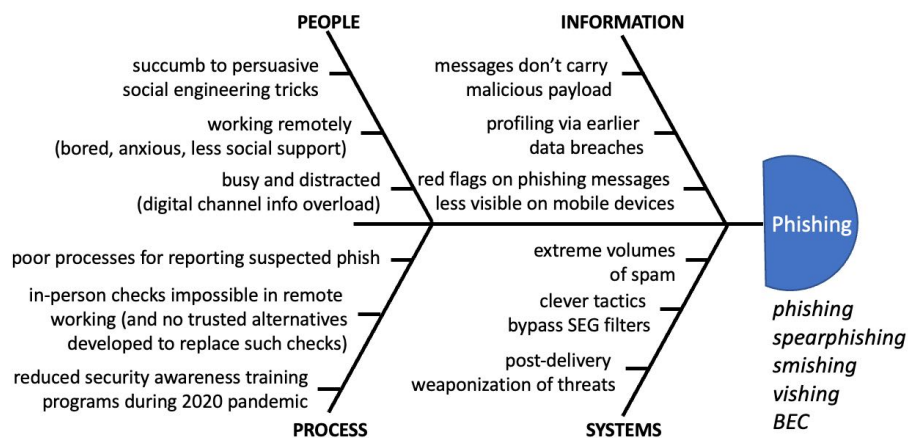 PEOPLE
succumb to persuasive
social engineering tricks
working remotely
(bored, anxious, less social support)
busy and distracted
(digital channel info overload)
INFORMATION
messages don’t carry
malicious payload
profiling via earlier
data breaches
red flags on phishing messages
less visible on mobile devices
poor processes for reporting suspected phish
in-person checks impossible in remote
working (and no trusted alternatives
developed to replace such checks)
reduced security awareness training
programs during 2020 pandemic
PROCESS
extreme volumes
of spam
clever tactics
bypass SEG filters
post-delivery
weaponization of threats
SYSTEMS
Phishing
phishing
spearphishing
smishing
vishing
BEC